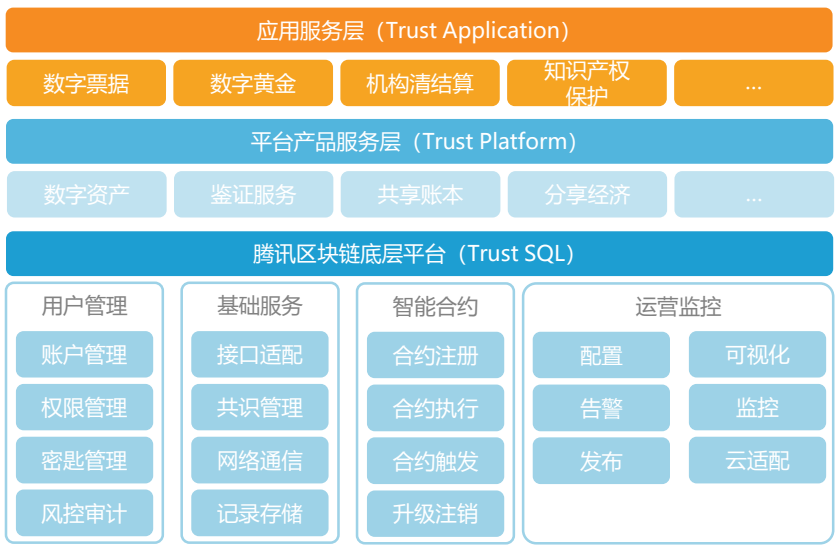 应用服务层（Trust Application）
数字票据
数字黄金
机构清结算
知识产权
保护
...
平台产品服务层（Trust Platform）
数字资产
鉴证服务
共享账本
分享经济
...
腾讯区块链底层平台（Trust SQL）
用户管理
账户管理
权限管理
密匙管理
风控审计
基础服务
接口适配
共识管理
网络通信
记录存储
智能合约
合约注册
合约执行
合约触发
升级注销
运营监控
配置
可视化
告警
监控
发布
云适配